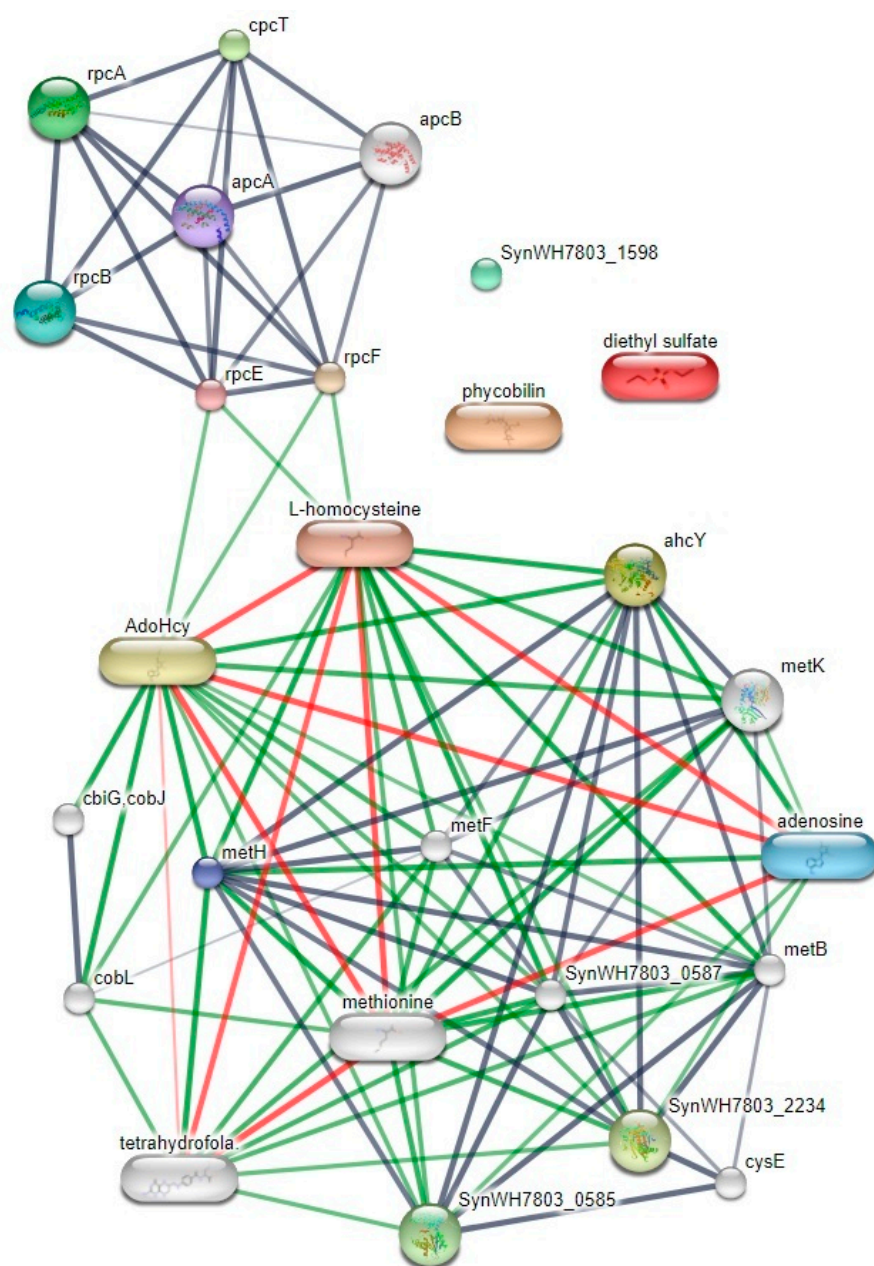 cpcT
rpcA
apcB
apcA
SynWH7803_1598
rpcB
diethyl sulfate
rpcF
rpcE
phycobilin
L-homocysteine
ahcY
AdoHcy
metK
cbiG,cobJ
adenosine
metF
metH
metB
SynWH7803_0587
cobL
methionine
SynWH7803_2234
tetrahydrofola.
cysE
SynWH7803_0585